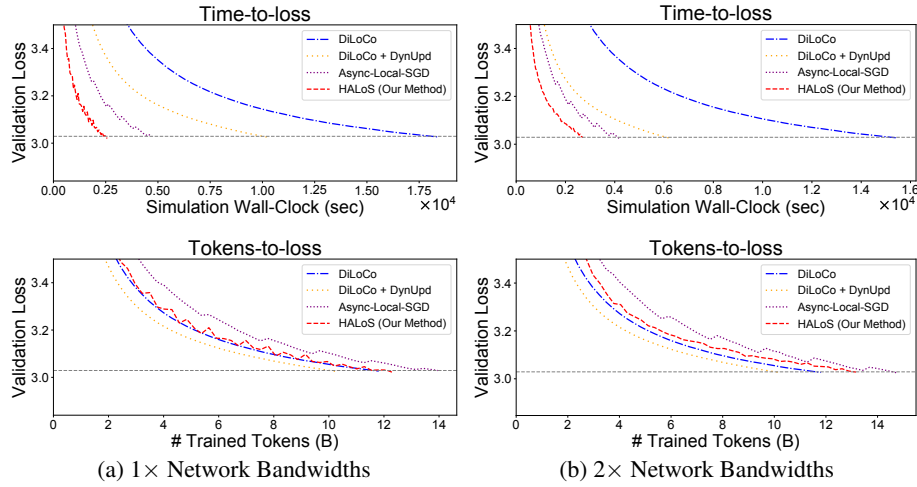 Time-to-loss
Validation Loss
3.4
3.2
3.0
DiLoCo
DiLoCo + DynUpd
Async-Local-SGD
HALoS (Our Method)
0.00 0.25 0.50 0.75 1.00 1.25 1.50 1.75
Simulation Wall-Clock (sec) ×10⁴
Time-to-loss
Validation Loss
3.4
3.2
3.0
DiLoCo
DiLoCo + DynUpd
Async-Local-SGD
HALoS (Our Method)
0.0 0.2 0.4 0.6 0.8 1.0 1.2 1.4 1.6
Simulation Wall-Clock (sec) ×10⁴
Tokens-to-loss
Validation Loss
3.4
3.2
3.0
DiLoCo
DiLoCo + DynUpd
Async-Local-SGD
HALoS (Our Method)
0 2 4 6 8 10 12 14
# Trained Tokens (B)
Tokens-to-loss
Validation Loss
3.4
3.2
3.0
DiLoCo
DiLoCo + DynUpd
Async-Local-SGD
HALoS (Our Method)
0 2 4 6 8 10 12 14
# Trained Tokens (B)
(a) 1× Network Bandwidths
(b) 2× Network Bandwidths